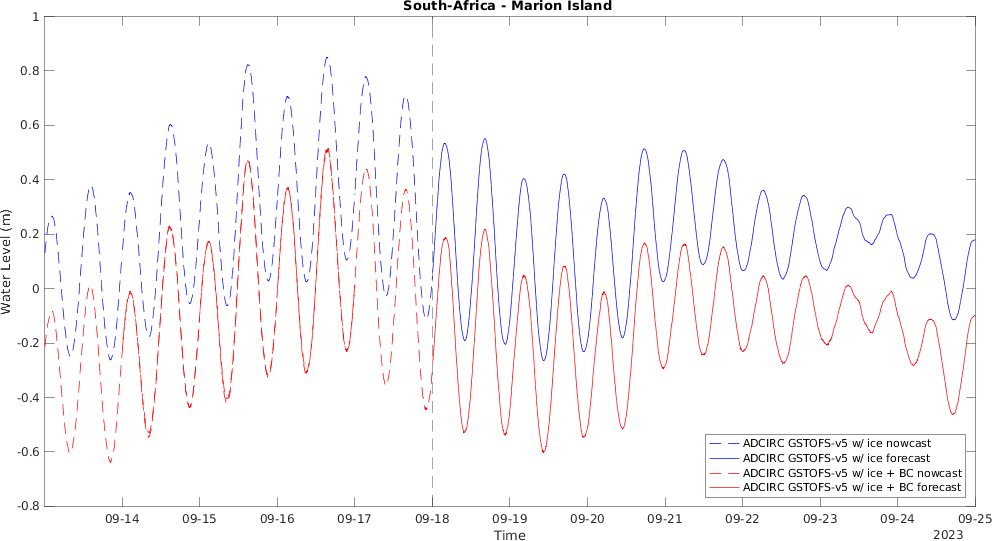 South-Africa - Marion Island
Water Level (m)
1
0.8
0.6
0.4
0.2
0
-0.2
-0.4
-0.6
-0.8
ADCIRC GSTOFS-v5 w/ ice nowcast
ADCIRC GSTOFS-v5 w/ ice forecast
ADCIRC GSTOFS-v5 w/ ice + BC nowcast
ADCIRC GSTOFS-v5 w/ ice + BC forecast
09-14 09-15 09-16 09-17 09-18 09-19 09-20 09-21 09-22 09-23 09-24 09-25
Time
2023